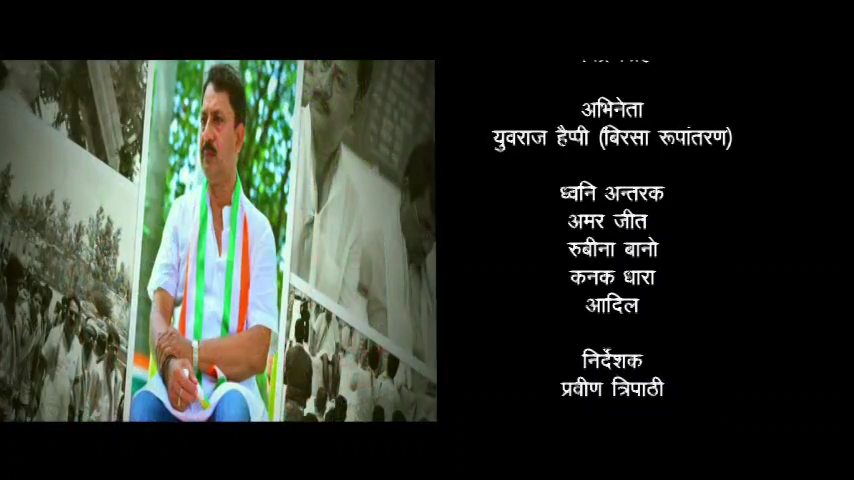 अभिनेता
युवराज हैप्पी (बिरसा रूपांतरण)
ध्वनि अन्तरक
अमर जीत
रुबीना बानो
कनक धारा
आदिल
निर्देशक
प्रवीण त्रिपाठी